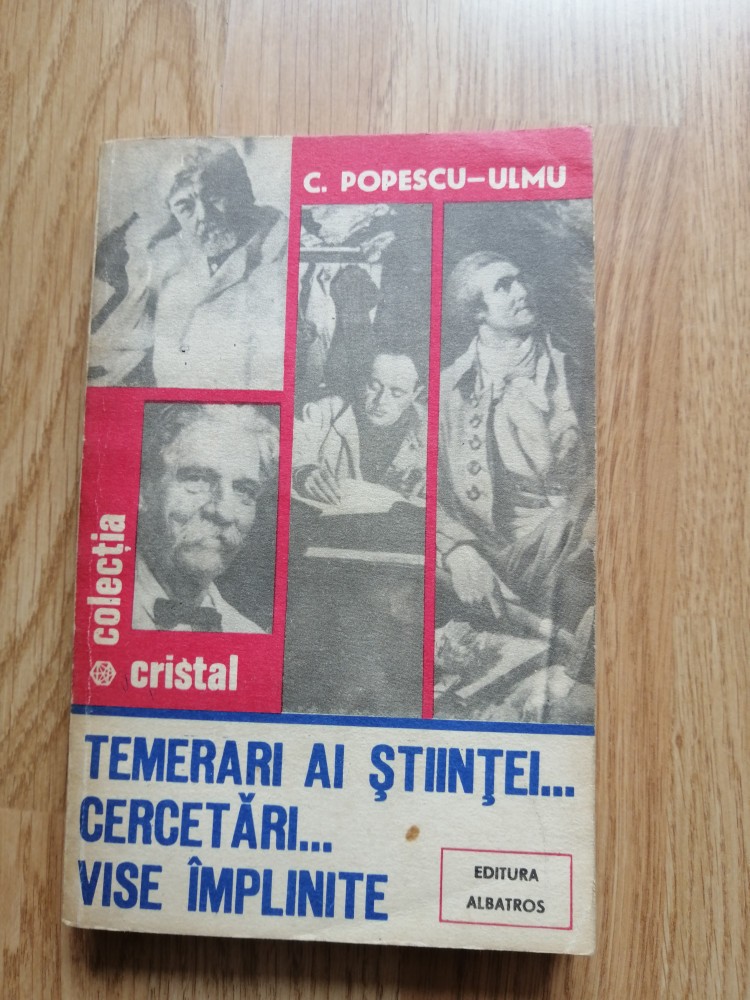 C. POPESCU–ULMU
colecția
cristal
TEMERARI AI ŞTIINŢEI...
CERCETĂRI...
VISE ÎMPLINITE
EDITURA
ALBATROS